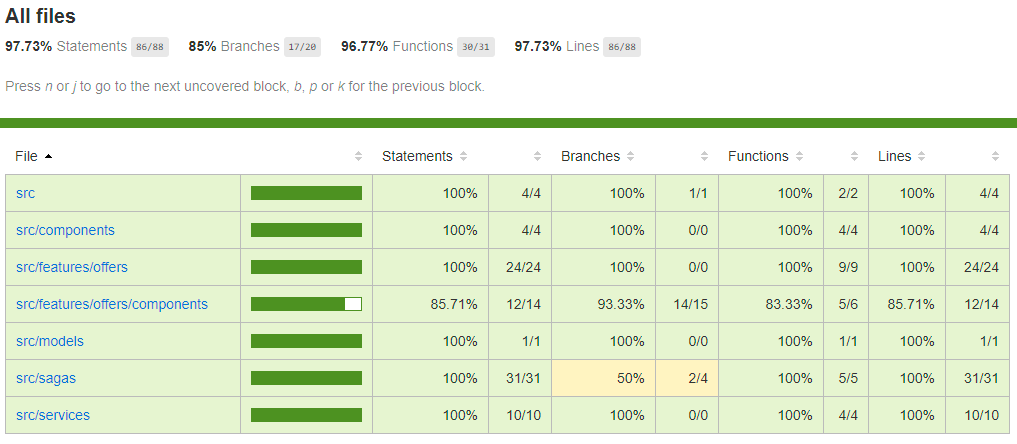 All files
97.73% Statements 86/88 85% Branches 17/20 96.77% Functions 30/31 97.73% Lines 86/88
Press n or j to go to the next uncovered block, b, p or k for the previous block.
File Statements Branches Functions Lines
src 100% 4/4 100% 1/1 100% 2/2 100% 4/4
src/components 100% 4/4 100% 0/0 100% 4/4 100% 4/4
src/features/offers 100% 24/24 100% 0/0 100% 9/9 100% 24/24
src/features/offers/components 85.71% 12/14 93.33% 14/15 83.33% 5/6 85.71% 12/14
src/models 100% 1/1 100% 0/0 100% 1/1 100% 1/1
src/sagas 100% 31/31 50% 2/4 100% 5/5 100% 31/31
src/services 100% 10/10 100% 0/0 100% 4/4 100% 10/10